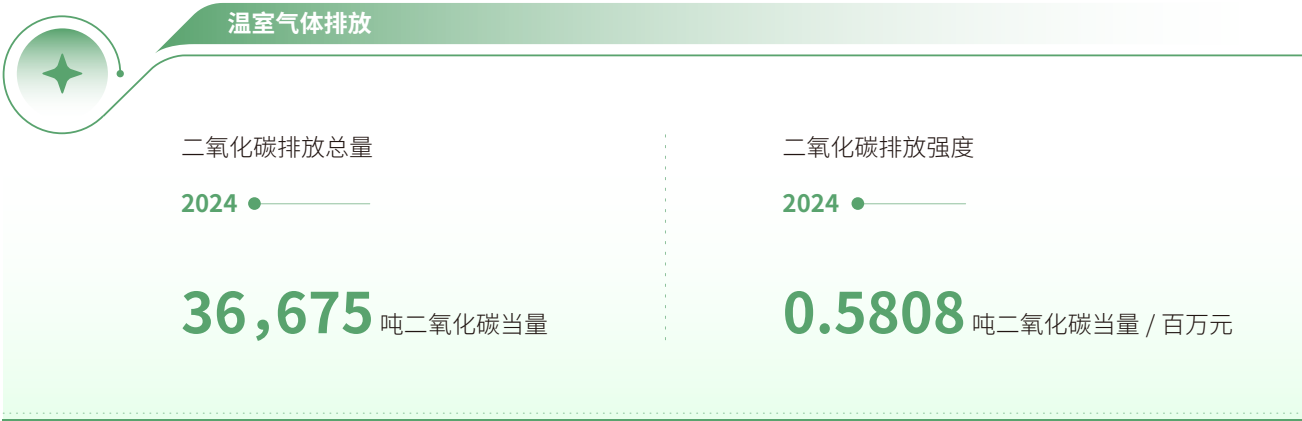 温室气体排放
二氧化碳排放总量
2024
36,675 吨二氧化碳当量
二氧化碳排放强度
2024
0.5808 吨二氧化碳当量 / 百万元